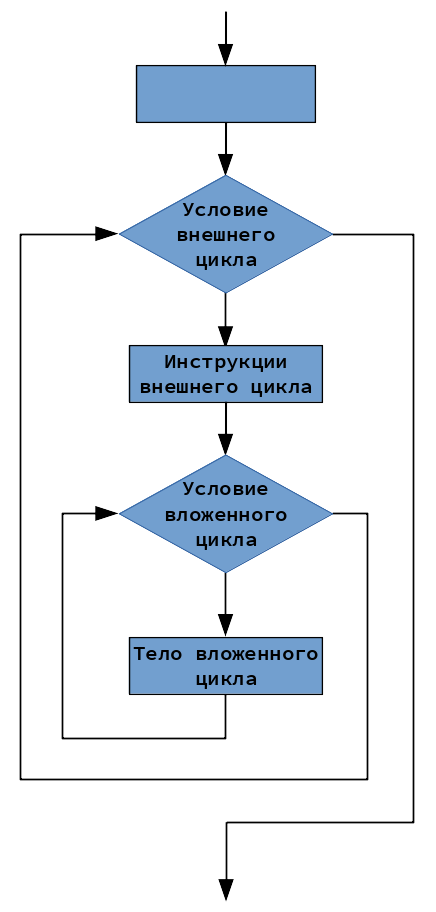 Условие
внешнего
цикла
Инструкции
внешнего цикла
Условие
вложенного
цикла
Тело вложенного
цикла